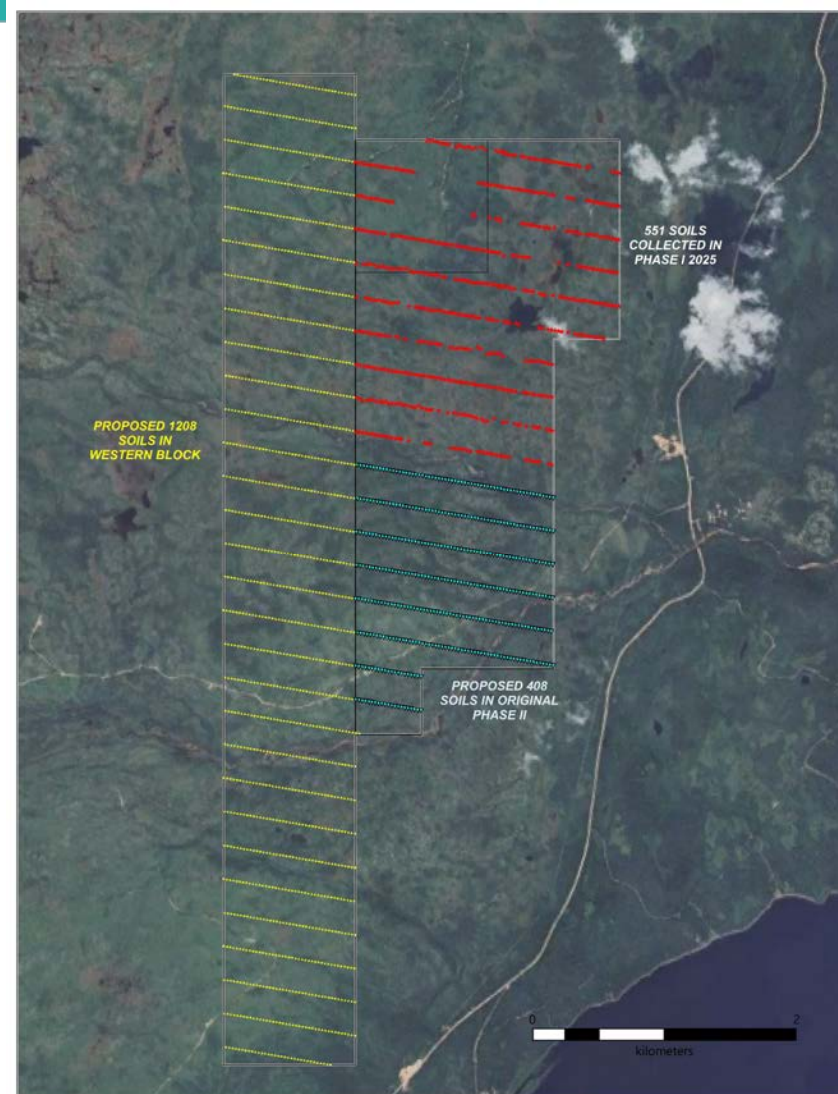 551 SOILS
COLLECTED IN
PHASE I 2025
PROPOSED 1208
SOILS IN
WESTERN BLOCK
PROPOSED 408
SOILS IN ORIGINAL
PHASE II
0
2
kilometers